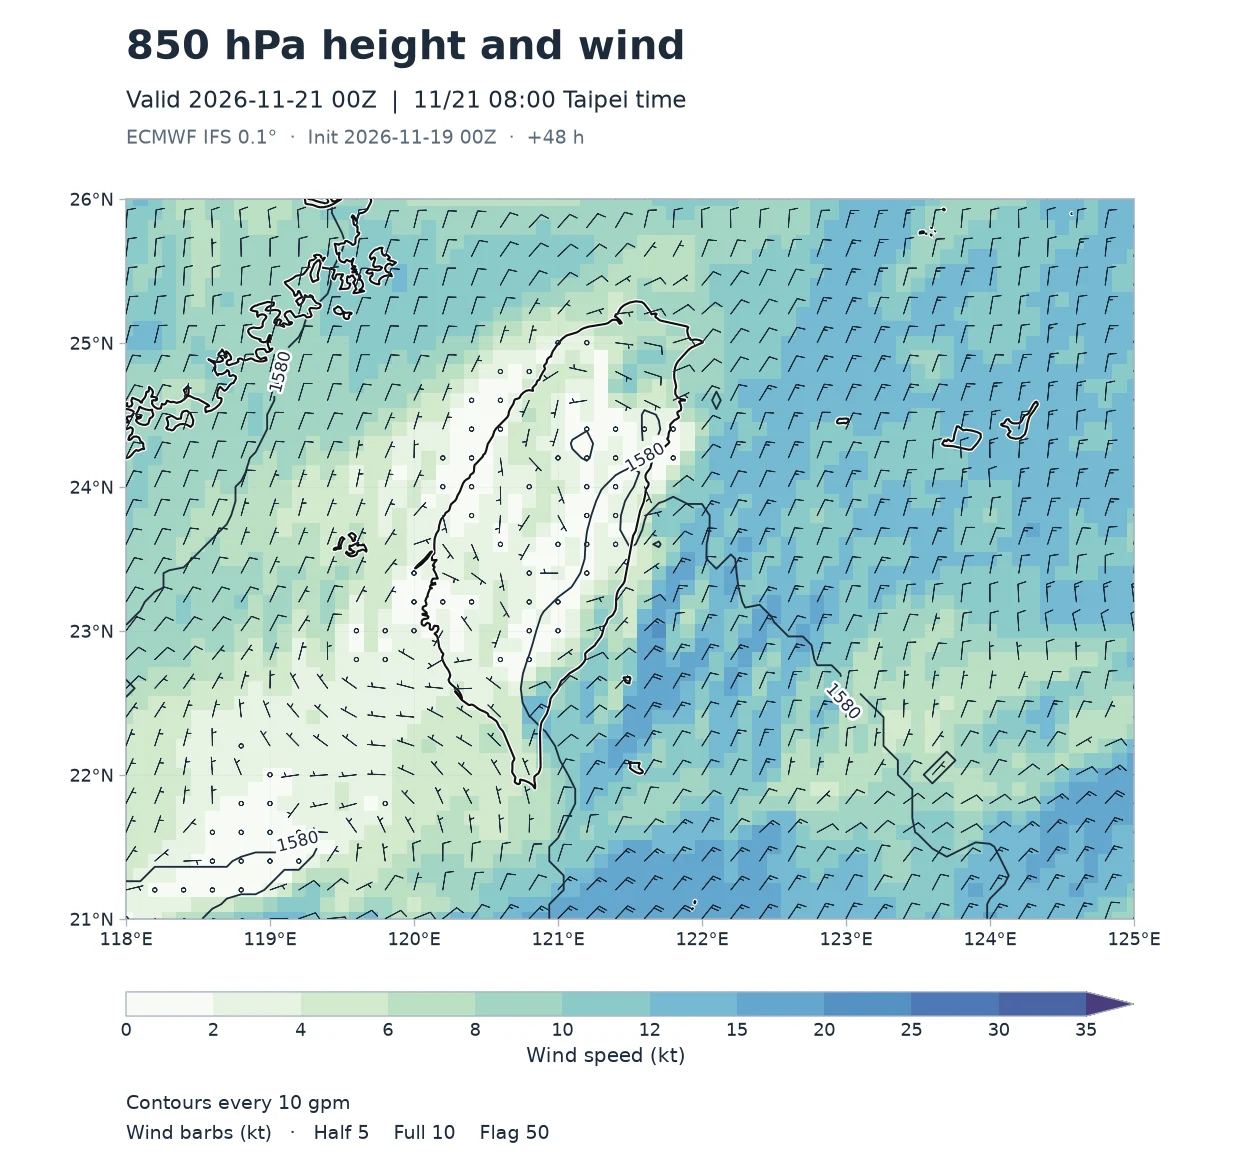 850 hPa height and wind
Valid 2026-11-21 00Z | 11/21 08:00 Taipei time
ECMWF IFS 0.1° · Init 2026-11-19 00Z · +48 h
26°N
25°N
1580
1580
24°N
23°N
1580
22°N
1580
21°N
118°E 119°E 120°E 121°E 122°E 123°E 124°E 125°E
0 2 4 6 8 10 12 15 20 25 30 35
Wind speed (kt)
Contours every 10 gpm
Wind barbs (kt) · Half 5 Full 10 Flag 50